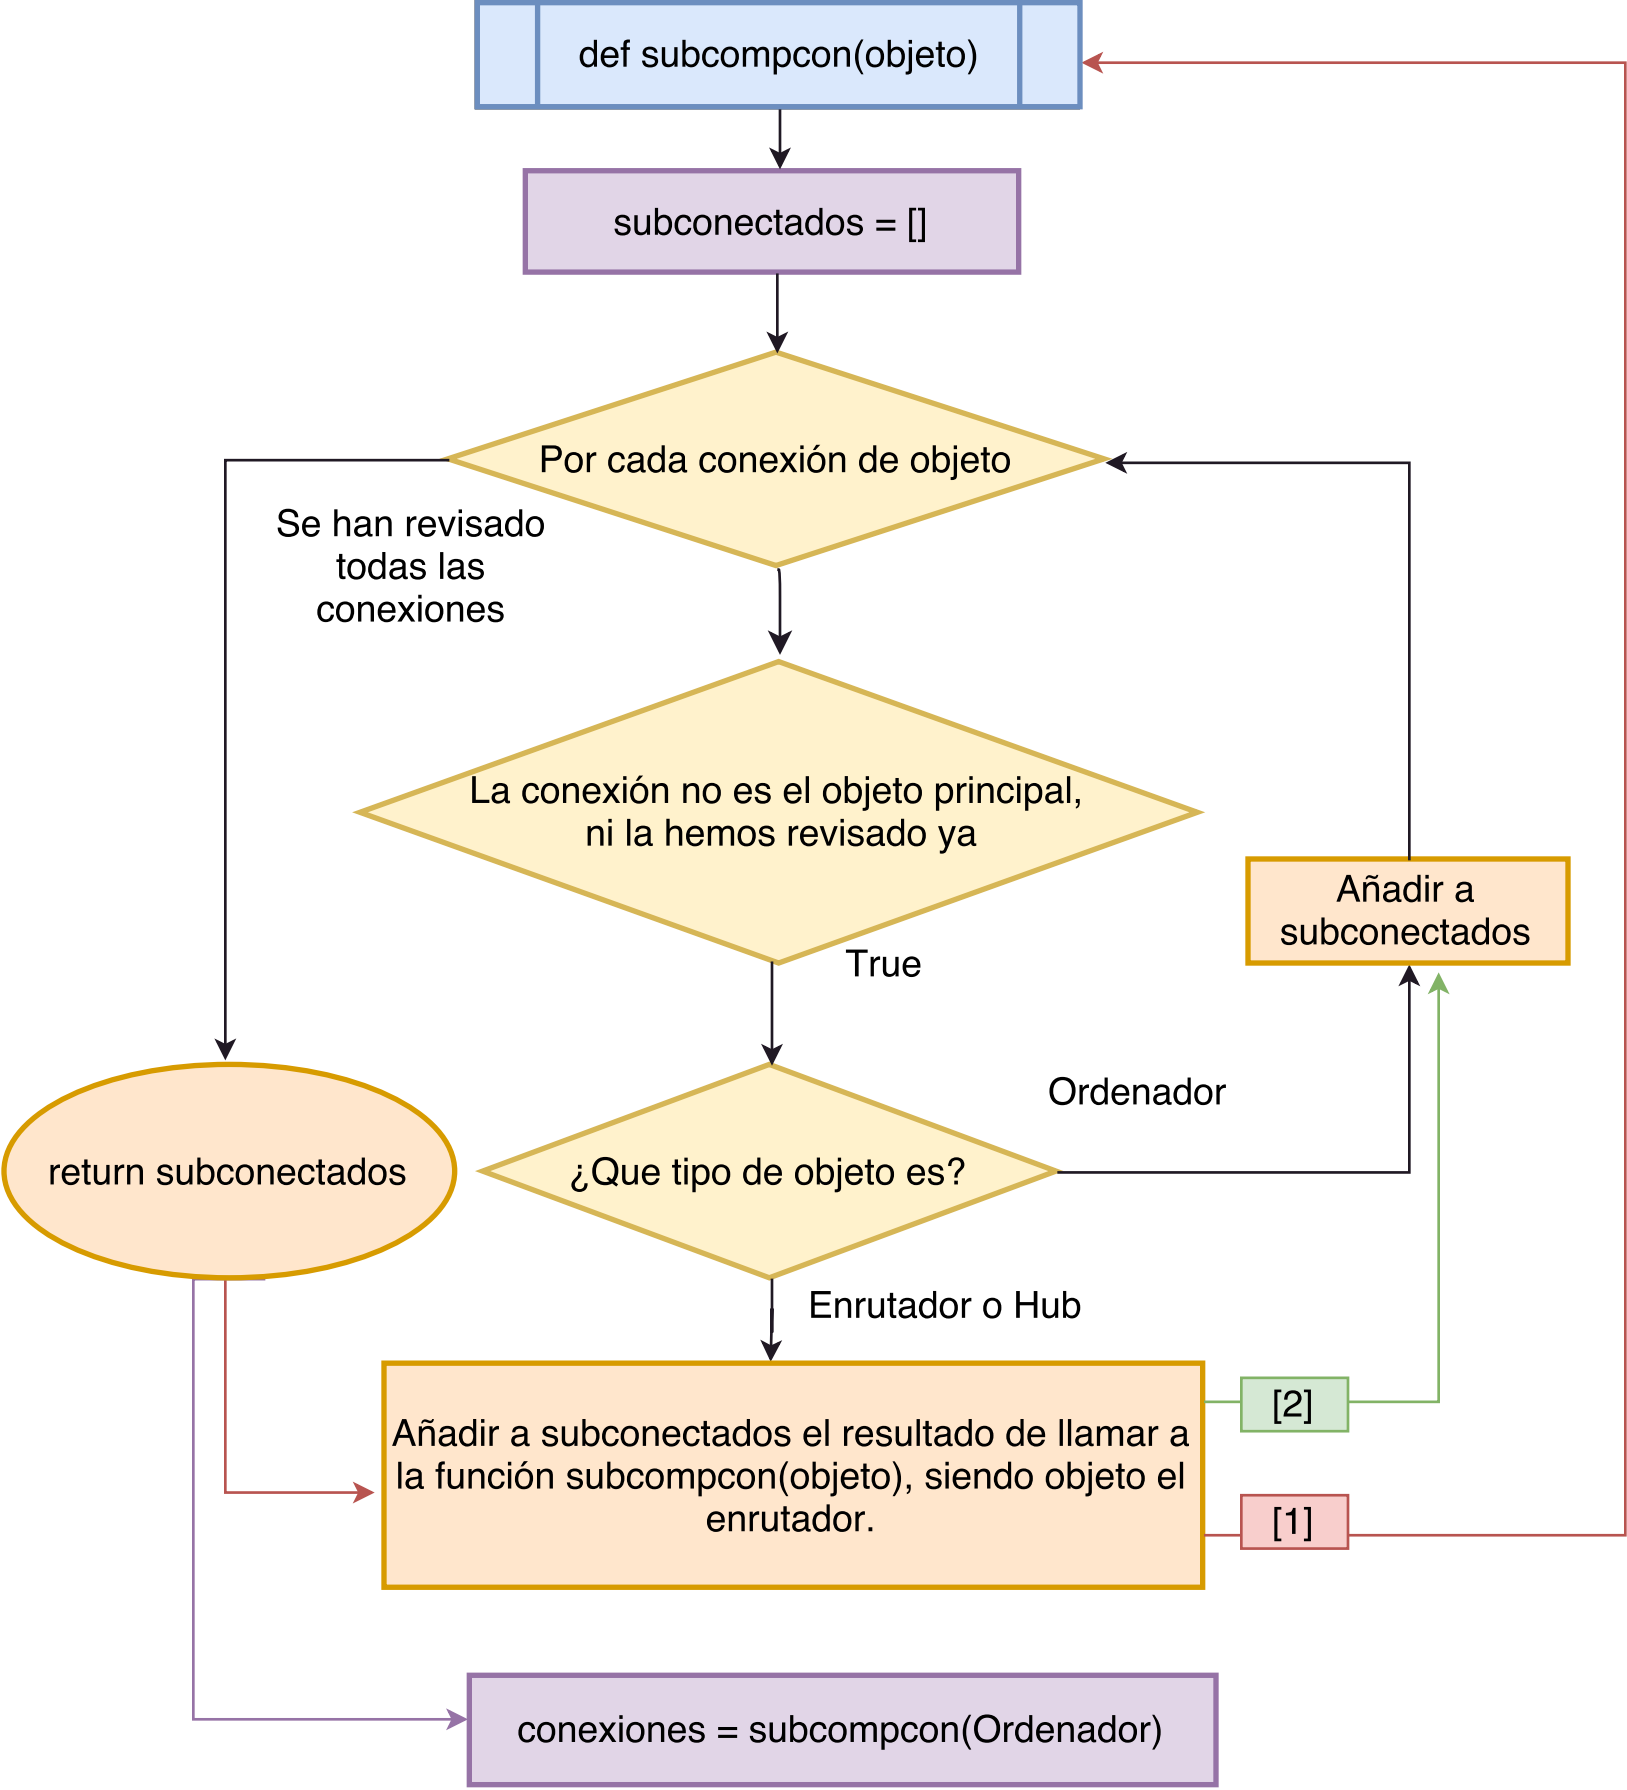 def subcompcon(objeto)
subconectados = []
Por cada conexión de objeto
Se han revisado
todas las
conexiones
La conexión no es el objeto principal,
ni la hemos revisado ya
True
Añadir a
subconectados
Ordenador
return subconectados
¿Que tipo de objeto es?
Enrutador o Hub
[2]
Añadir a subconectados el resultado de llamar a
la función subcompcon(objeto), siendo objeto el
enrutador.
[1]
conexiones = subcompcon(Ordenador)